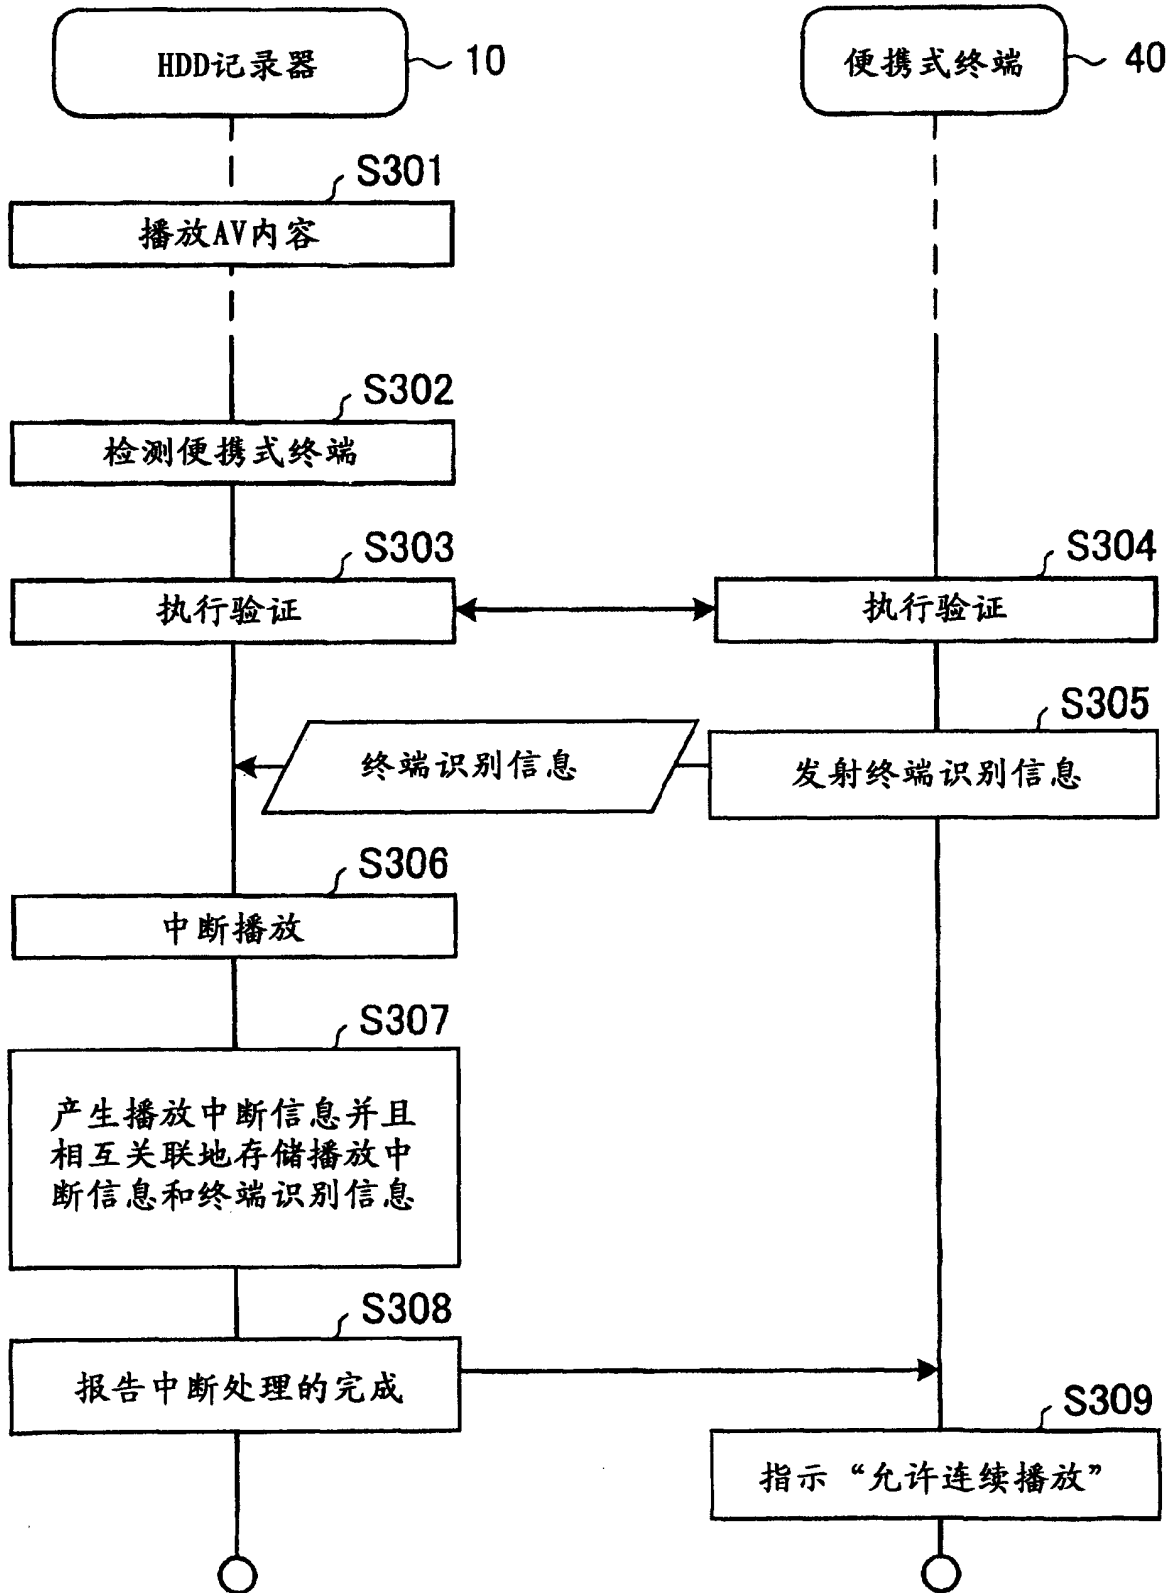 HDD记录器
10
便携式终端
40
S301
播放AV内容
S302
检测便携式终端
S303
执行验证
S304
执行验证
S305
终端识别信息
发射终端识别信息
S306
中断播放
S307
产生播放中断信息并且
相互关联地存储播放中
断信息和终端识别信息
S308
报告中断处理的完成
S309
指示“允许连续播放”